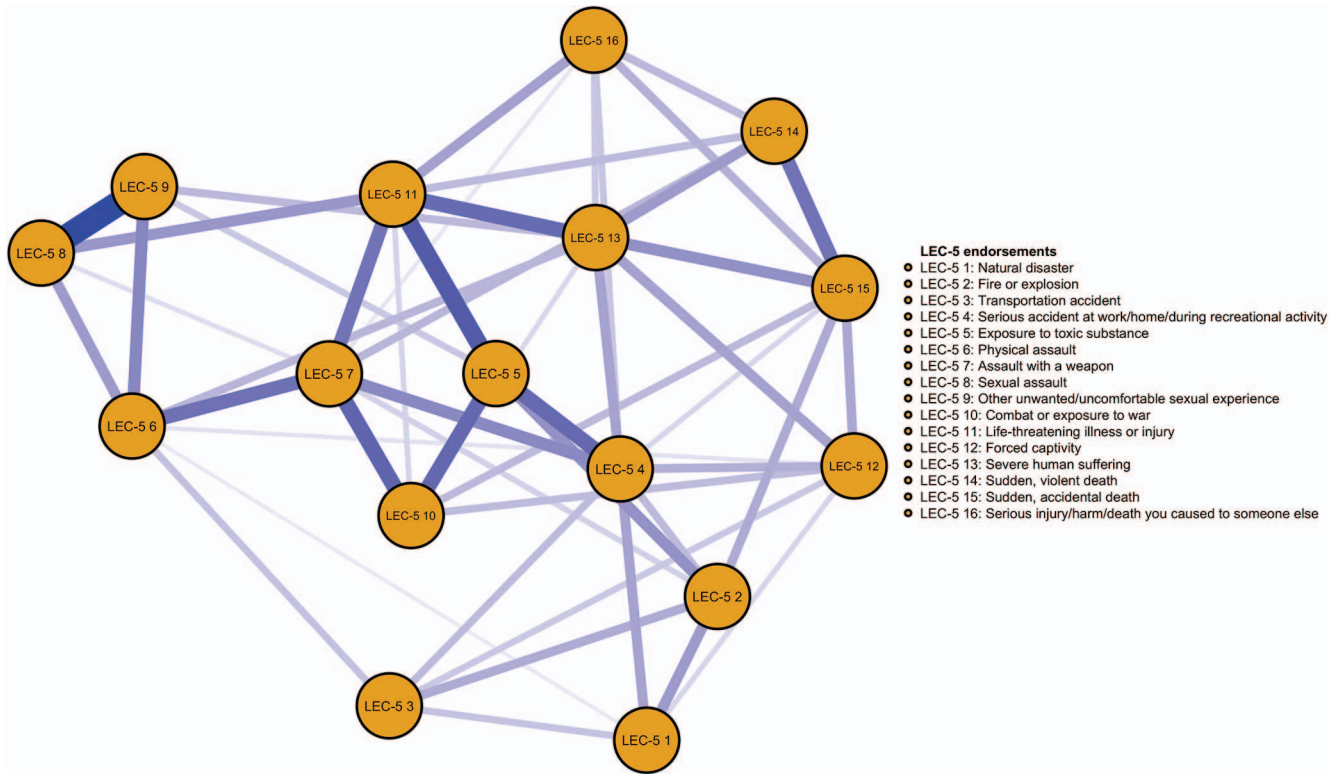 LEC-5 16
LEC-5 14
LEC-5 9
LEC-5 11
LEC-5 13
LEC-5 8
LEC-5 15
LEC-5 7
LEC-5 5
LEC-5 6
LEC-5 4
LEC-5 12
LEC-5 10
LEC-5 2
LEC-5 3
LEC-5 1
LEC-5 endorsements
LEC-5 1: Natural disaster
LEC-5 2: Fire or explosion
LEC-5 3: Transportation accident
LEC-5 4: Serious accident at work/home/during recreational activity
LEC-5 5: Exposure to toxic substance
LEC-5 6: Physical assault
LEC-5 7: Assault with a weapon
LEC-5 8: Sexual assault
LEC-5 9: Other unwanted/uncomfortable sexual experience
LEC-5 10: Combat or exposure to war
LEC-5 11: Life-threatening illness or injury
LEC-5 12: Forced captivity
LEC-5 13: Severe human suffering
LEC-5 14: Sudden, violent death
LEC-5 15: Sudden, accidental death
LEC-5 16: Serious injury/harm/death you caused to someone else